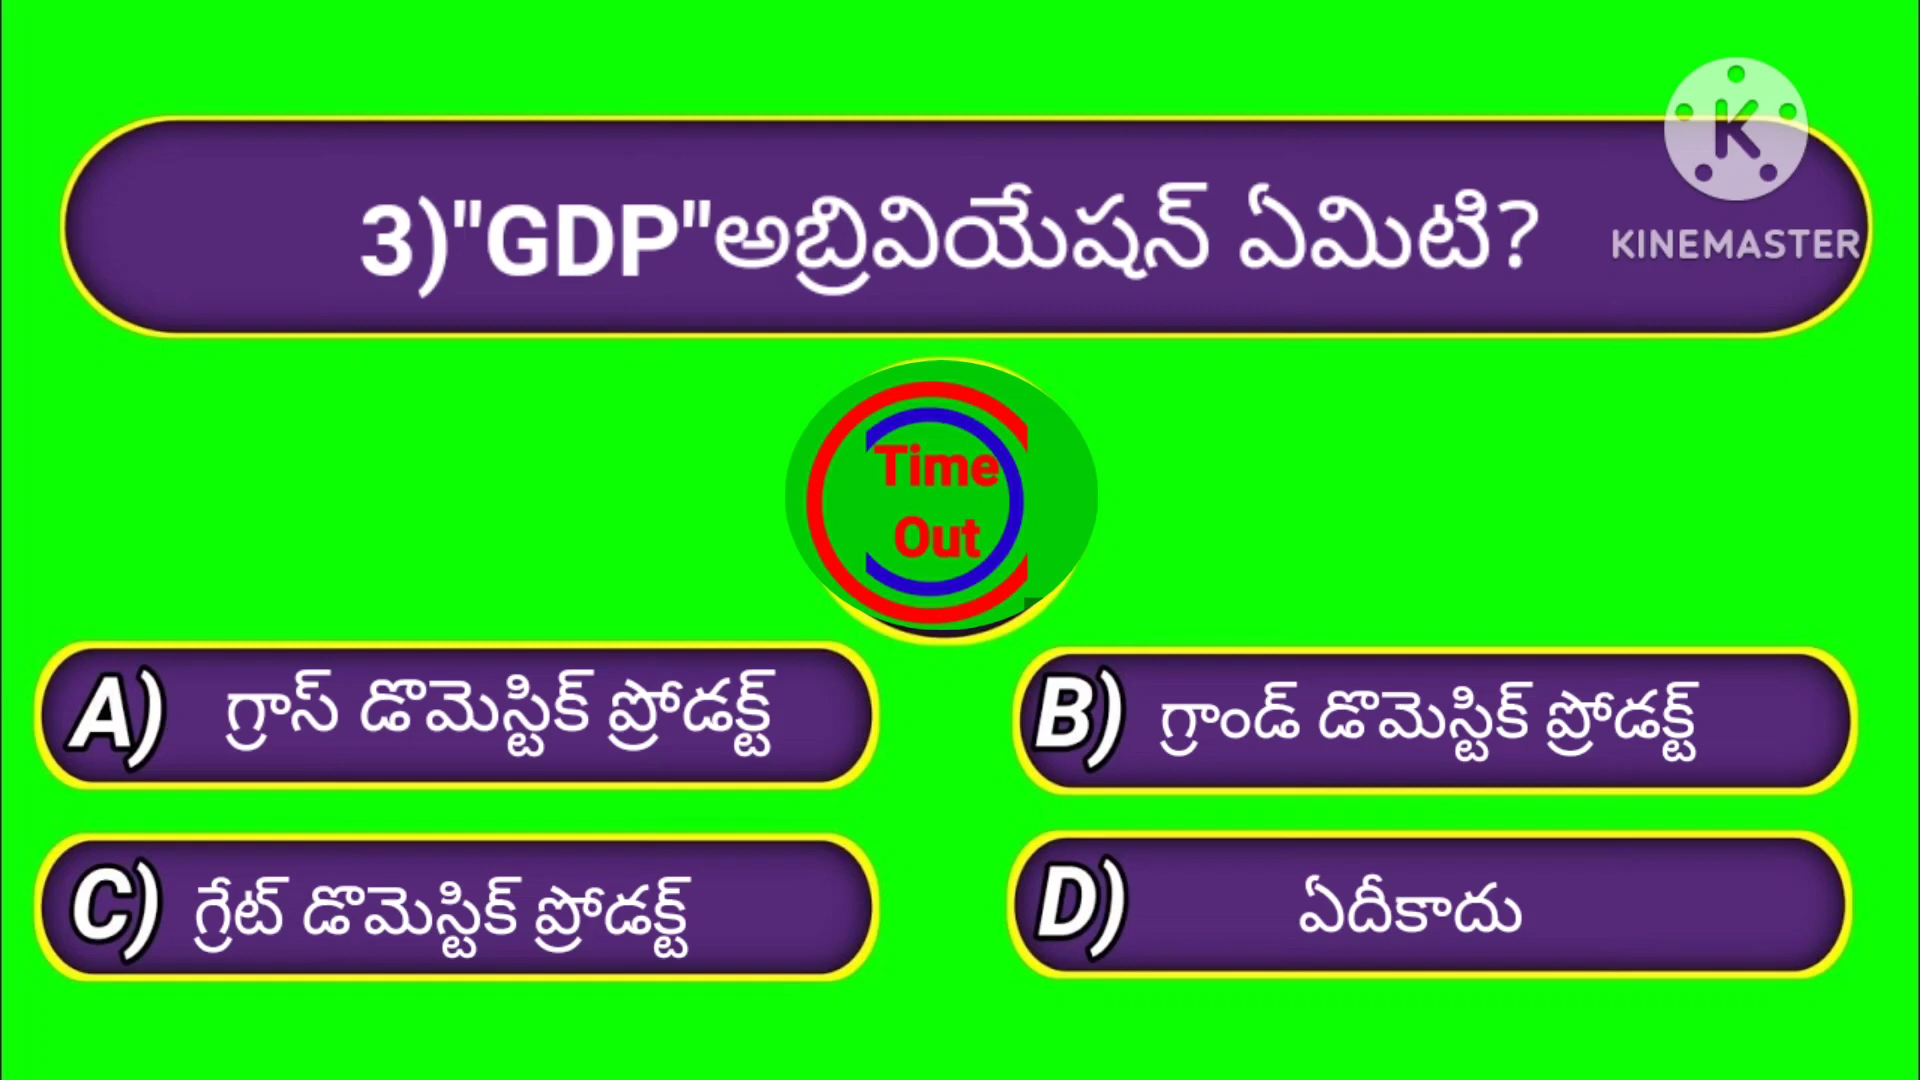 3)"GDP"అబ్రివియేషన్ ఏమిటి?
K
KINEMASTER
Time
Out
A) గ్రాస్ డొమెస్టిక్ ప్రోడక్ట్
B) గ్రాండ్ డొమెస్టిక్ ప్రోడక్ట్
C) గ్రేట్ డొమెస్టిక్ ప్రోడక్ట్
D) ఏదీకాదు